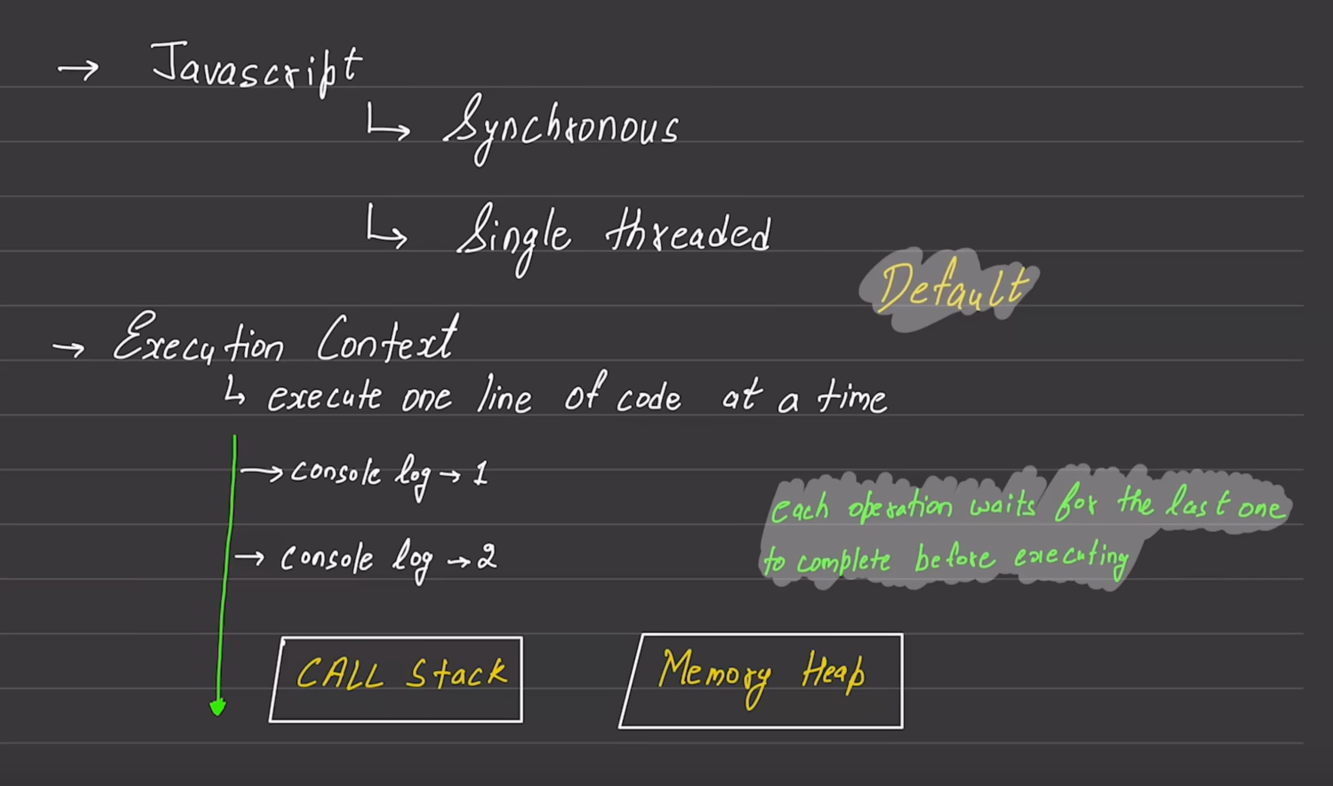 → Javascript
↳ Synchronous
↳ Single threaded
Default
→ Execution Context
↳ execute one line of code at a time
→ console log → 1
each operation waits for the last one
→ console log → 2
to complete before executing
CALL Stack
Memory Heap